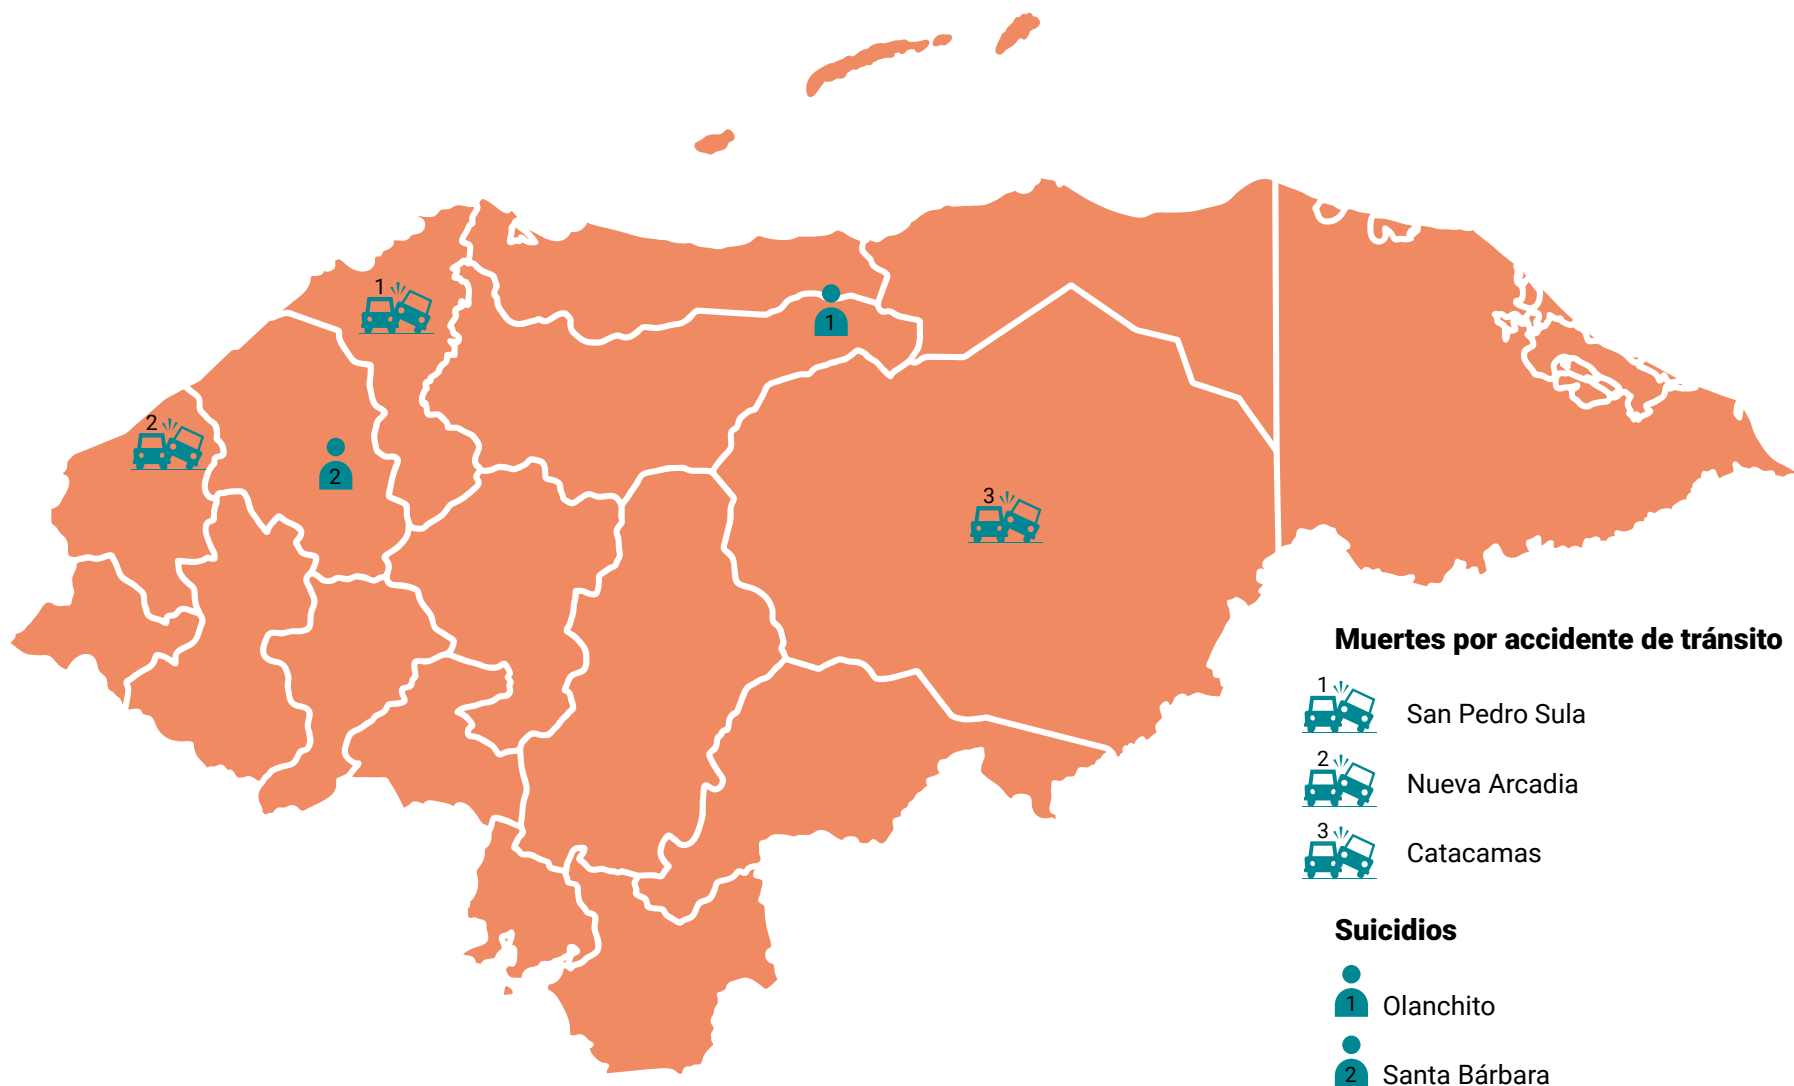 1
1
2
2
3
Muertes por accidente de tránsito
1 San Pedro Sula
2 Nueva Arcadia
3 Catacamas
Suicidios
1 Olanchito
2 Santa Bárbara